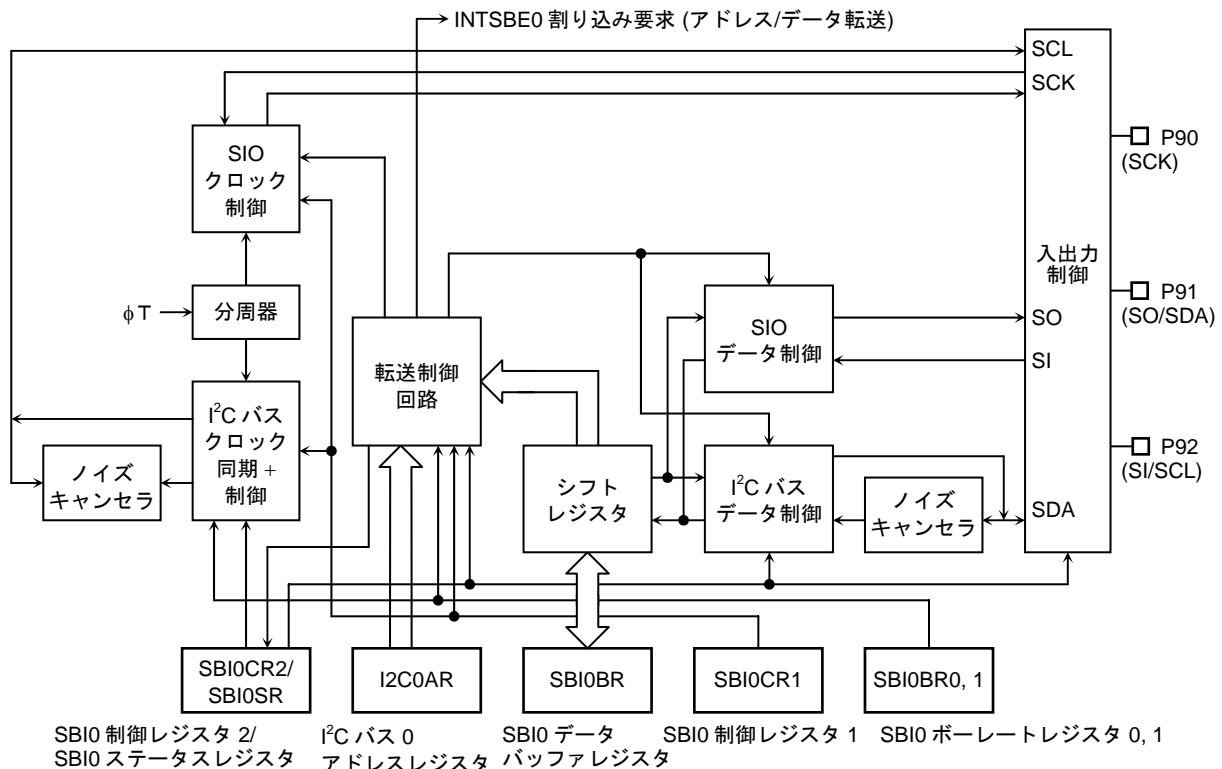 INTSBE0 割り込み要求 (アドレス/データ転送)
SCL
SCK
P90
(SCK)
SIO
クロック
制御
入出力
制御
φT
分周器
SIO
データ制御
SO
SI
P91
(SO/SDA)
転送制御
回路
I²C バス
クロック
同期 +
制御
ノイズ
キャンセラ
シフト
レジスタ
I²C バス
データ制御
ノイズ
キャンセラ
SDA
P92
(SI/SCL)
SBI0CR2/
SBI0SR
I2C0AR
SBI0BR
SBI0CR1
SBI0BR0, 1
SBI0 制御レジスタ 2/
SBI0 ステータスレジスタ
I²C バス 0
アドレスレジスタ
SBI0 データ
バッファレジスタ
SBI0 制御レジスタ 1
SBI0 ボーレートレジスタ 0, 1